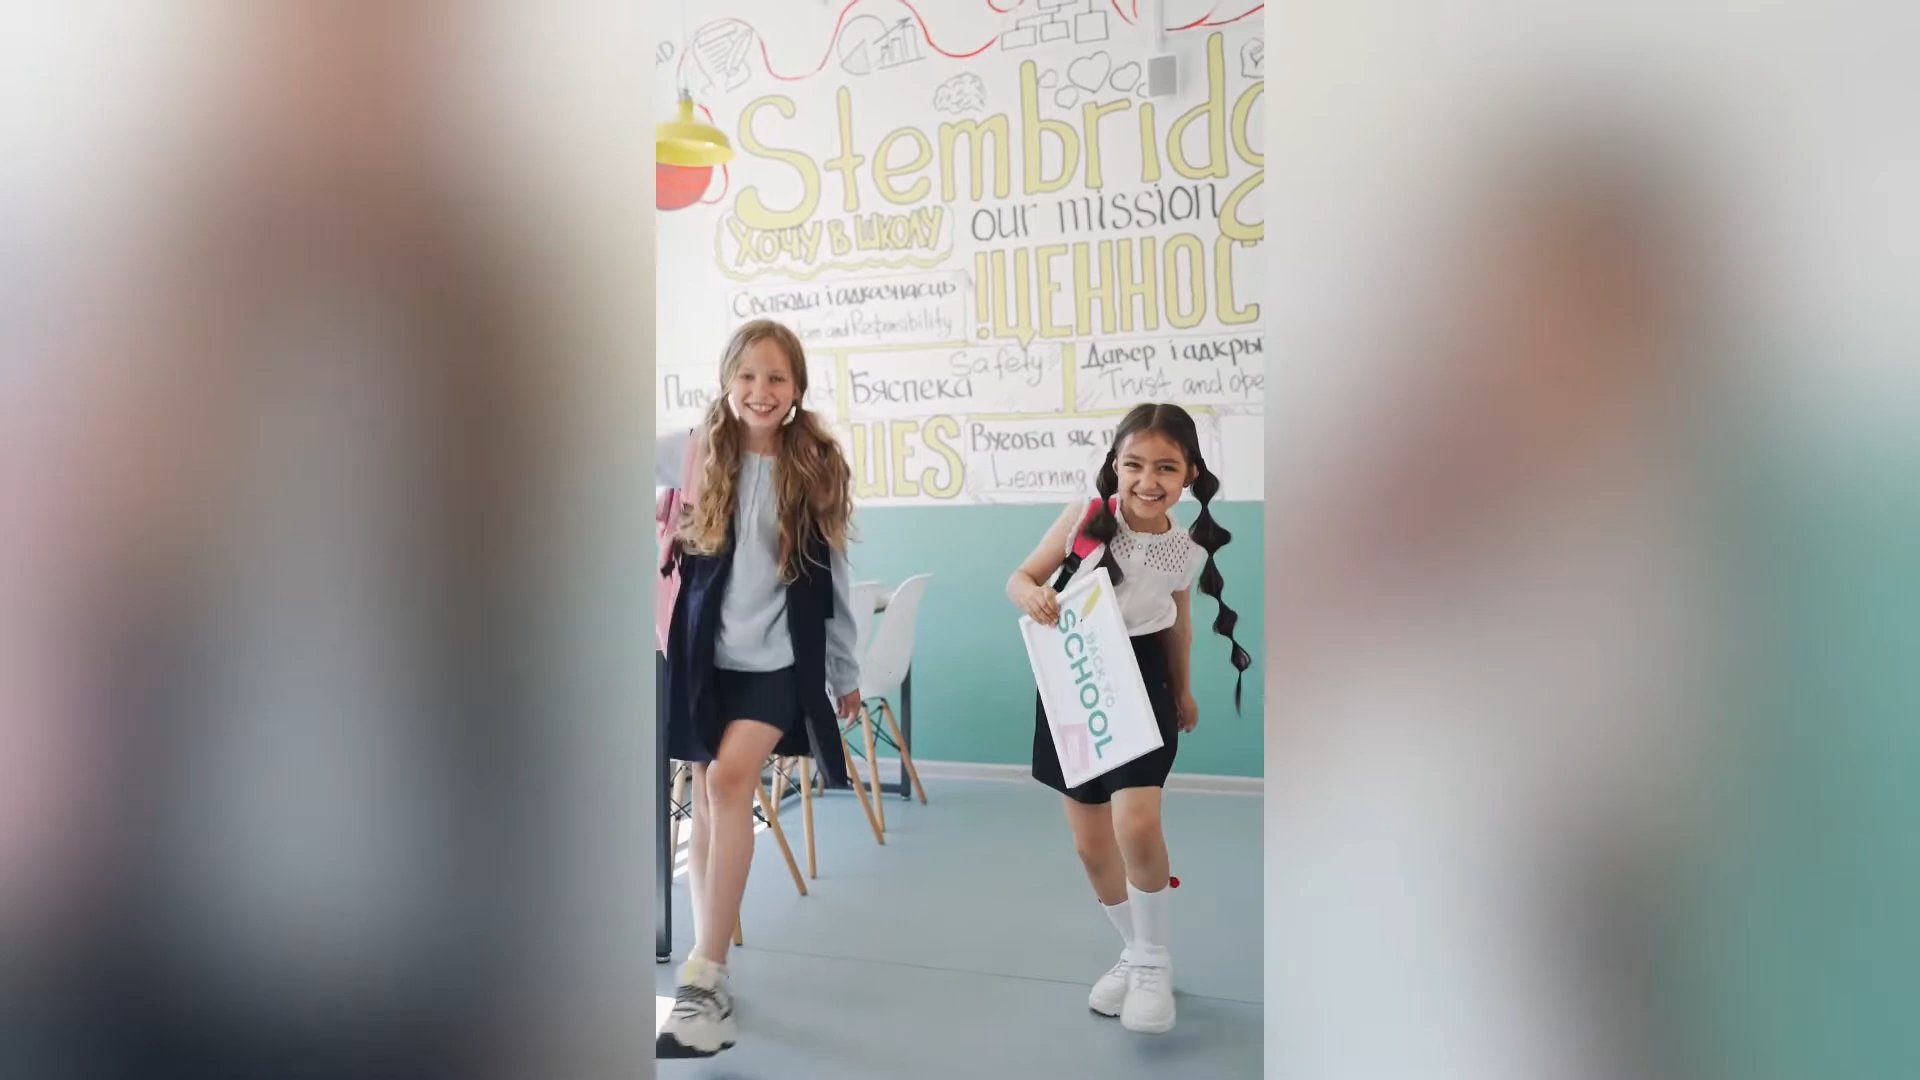 Stembridg
ХОЧУ В ШКОЛУ
our mission
!ЦЕННОС
Свабода і адказнасць
and Responsibility
Safety
Бяспека
Давер і адкры
Trust and ope
UES
Вучоба як
Learning
BACK TO
SCHOOL